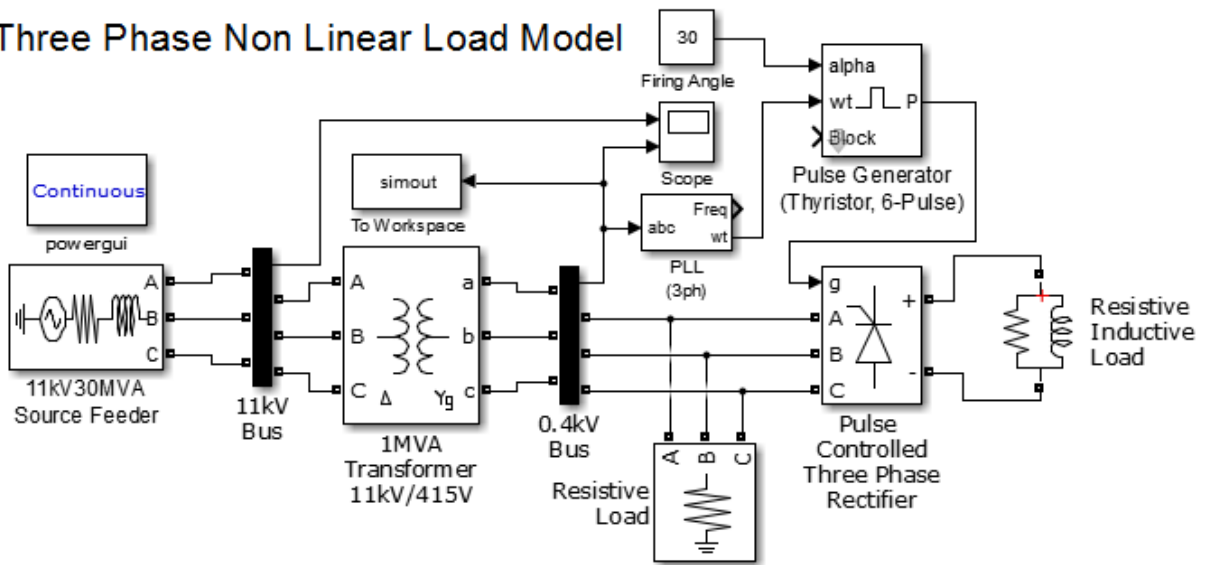 Three Phase Non Linear Load Model
30
Firing Angle
alpha
wt
P
Block
Pulse Generator
(Thyristor, 6-Pulse)
Scope
Continuous
powergui
simout
To Workspace
Freq
abc
wt
PLL
(3ph)
A
B
C
11kV30MVA
Source Feeder
11kV
Bus
A
B
C
a
b
c
Δ
Yg
1MVA
Transformer
11kV/415V
0.4kV
Bus
A
B
C
Resistive
Load
g
A
B
C
+
-
Pulse
Controlled
Three Phase
Rectifier
Resistive
Inductive
Load